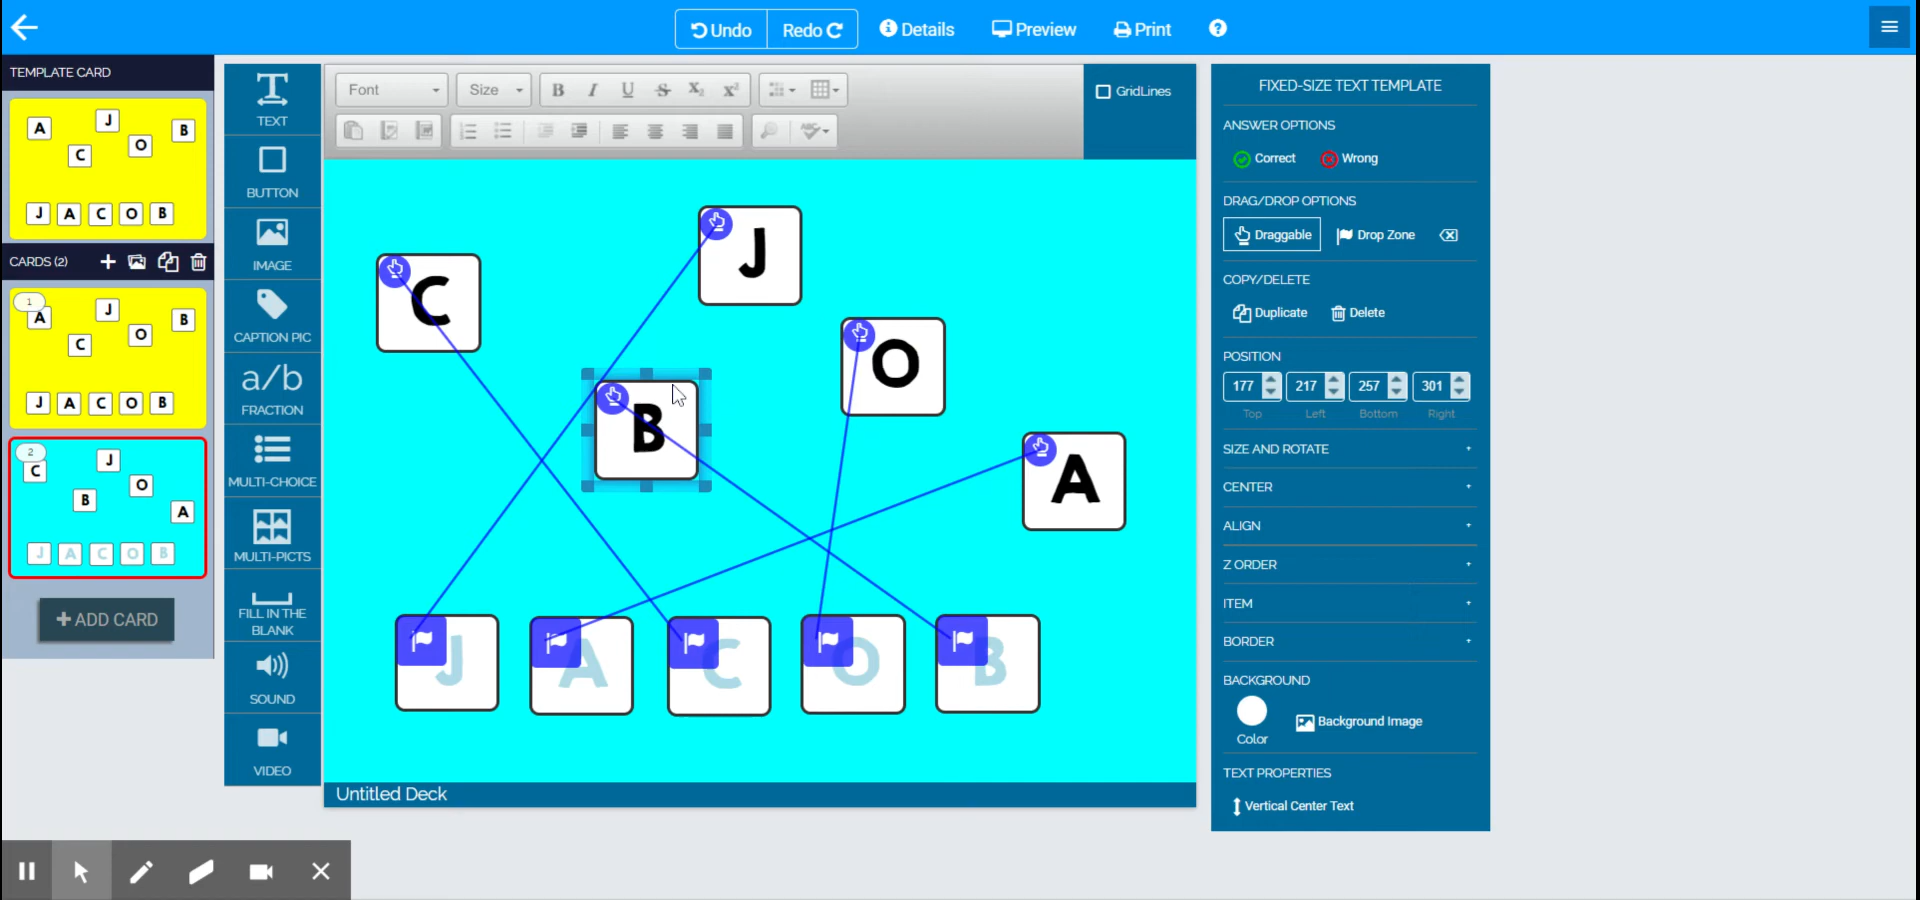 Undo
Redo
Details
Preview
Print
?
TEMPLATE CARD
A
J
O
B
C
J A C O B
CARDS (2)
1
A
J
O
B
C
J A C O B
2
C
J
O
B
A
J A C O B
+ ADD CARD
TEXT
BUTTON
IMAGE
CAPTION PIC
a/b
FRACTION
MULTI-CHOICE
MULTI-PICTS
FILL IN THE
BLANK
SOUND
VIDEO
Font
Size
B I U S X₂ X²
ABC
GridLines
J
C
O
B
A
J A C O B
Untitled Deck
FIXED-SIZE TEXT TEMPLATE
ANSWER OPTIONS
Correct
Wrong
DRAG/DROP OPTIONS
Draggable
Drop Zone
COPY/DELETE
Duplicate
Delete
POSITION
177 217 257 301
Top Left Bottom Right
SIZE AND ROTATE +
CENTER +
ALIGN +
Z ORDER +
ITEM +
BORDER +
BACKGROUND
Color
Background Image
TEXT PROPERTIES
Vertical Center Text